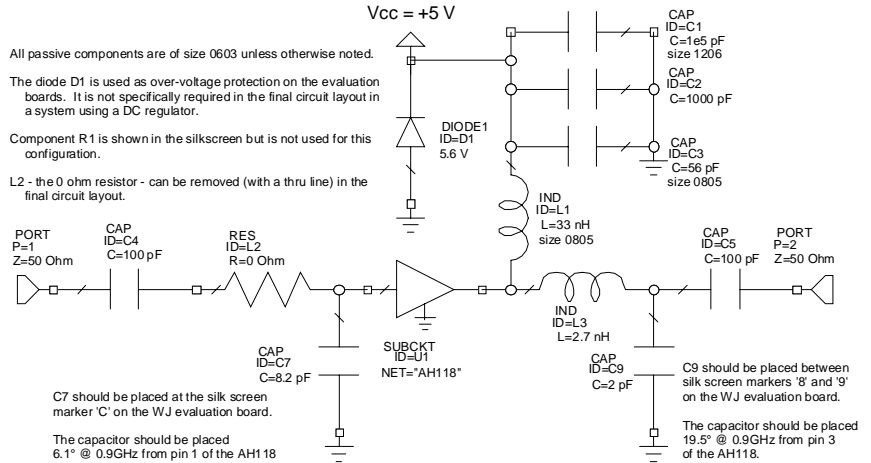 Vcc = +5 V
All passive components are of size 0603 unless otherwise noted.
The diode D1 is used as over-voltage protection on the evaluation
boards. It is not specifically required in the final circuit layout in
a system using a DC regulator.
Component R1 is shown in the silkscreen but is not used for this
configuration.
L2 - the 0 ohm resistor - can be removed (with a thru line) in the
final circuit layout.
CAP
ID=C1
C=1e5 pF
size 1206
CAP
ID=C2
C=1000 pF
CAP
ID=C3
C=56 pF
size 0805
DIODE1
ID=D1
5.6 V
IND
ID=L1
L=33 nH
size 0805
PORT
P=1
Z=50 Ohm
CAP
ID=C4
C=100 pF
RES
ID=L2
R=0 Ohm
CAP
ID=C5
C=100 pF
PORT
P=2
Z=50 Ohm
IND
ID=L3
L=2.7 nH
SUBCKT
ID=U1
NET="AH118"
CAP
ID=C7
C=8.2 pF
CAP
ID=C9
C=2 pF
C7 should be placed at the silk screen
marker 'C' on the WJ evaluation board.
The capacitor should be placed
6.1° @ 0.9GHz from pin 1 of the AH118
C9 should be placed between
silk screen markers '8' and '9'
on the WJ evaluation board.
The capacitor should be placed
19.5° @ 0.9GHz from pin 3
of the AH118.